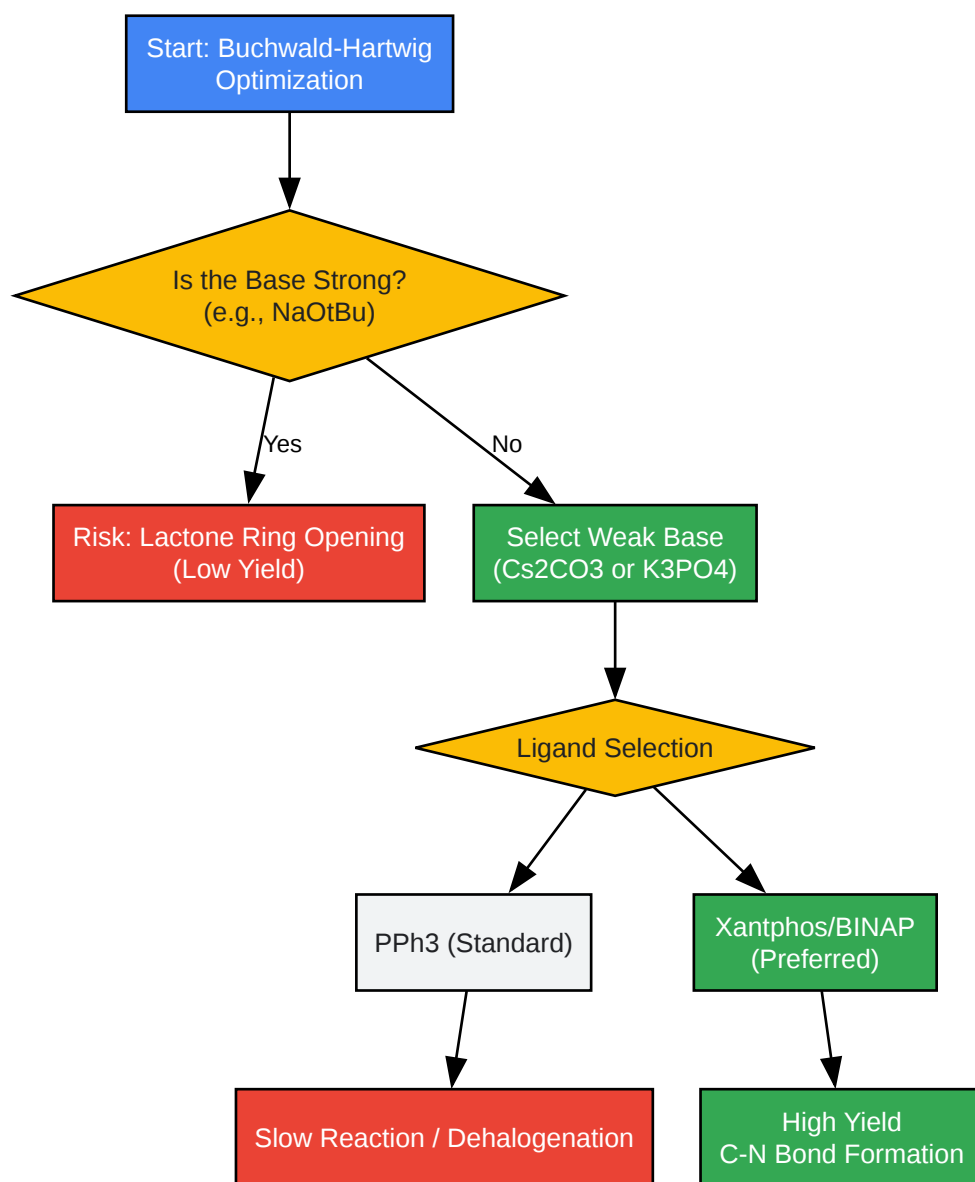 Start: Buchwald-Hartwig
Optimization
Is the Base Strong?
(e.g., NaOtBu)
Yes
No
Risk: Lactone Ring Opening
(Low Yield)
Select Weak Base
(Cs2CO3 or K3PO4)
Ligand Selection
PPh3 (Standard)
Xantphos/BINAP
(Preferred)
Slow Reaction / Dehalogenation
High Yield
C-N Bond Formation